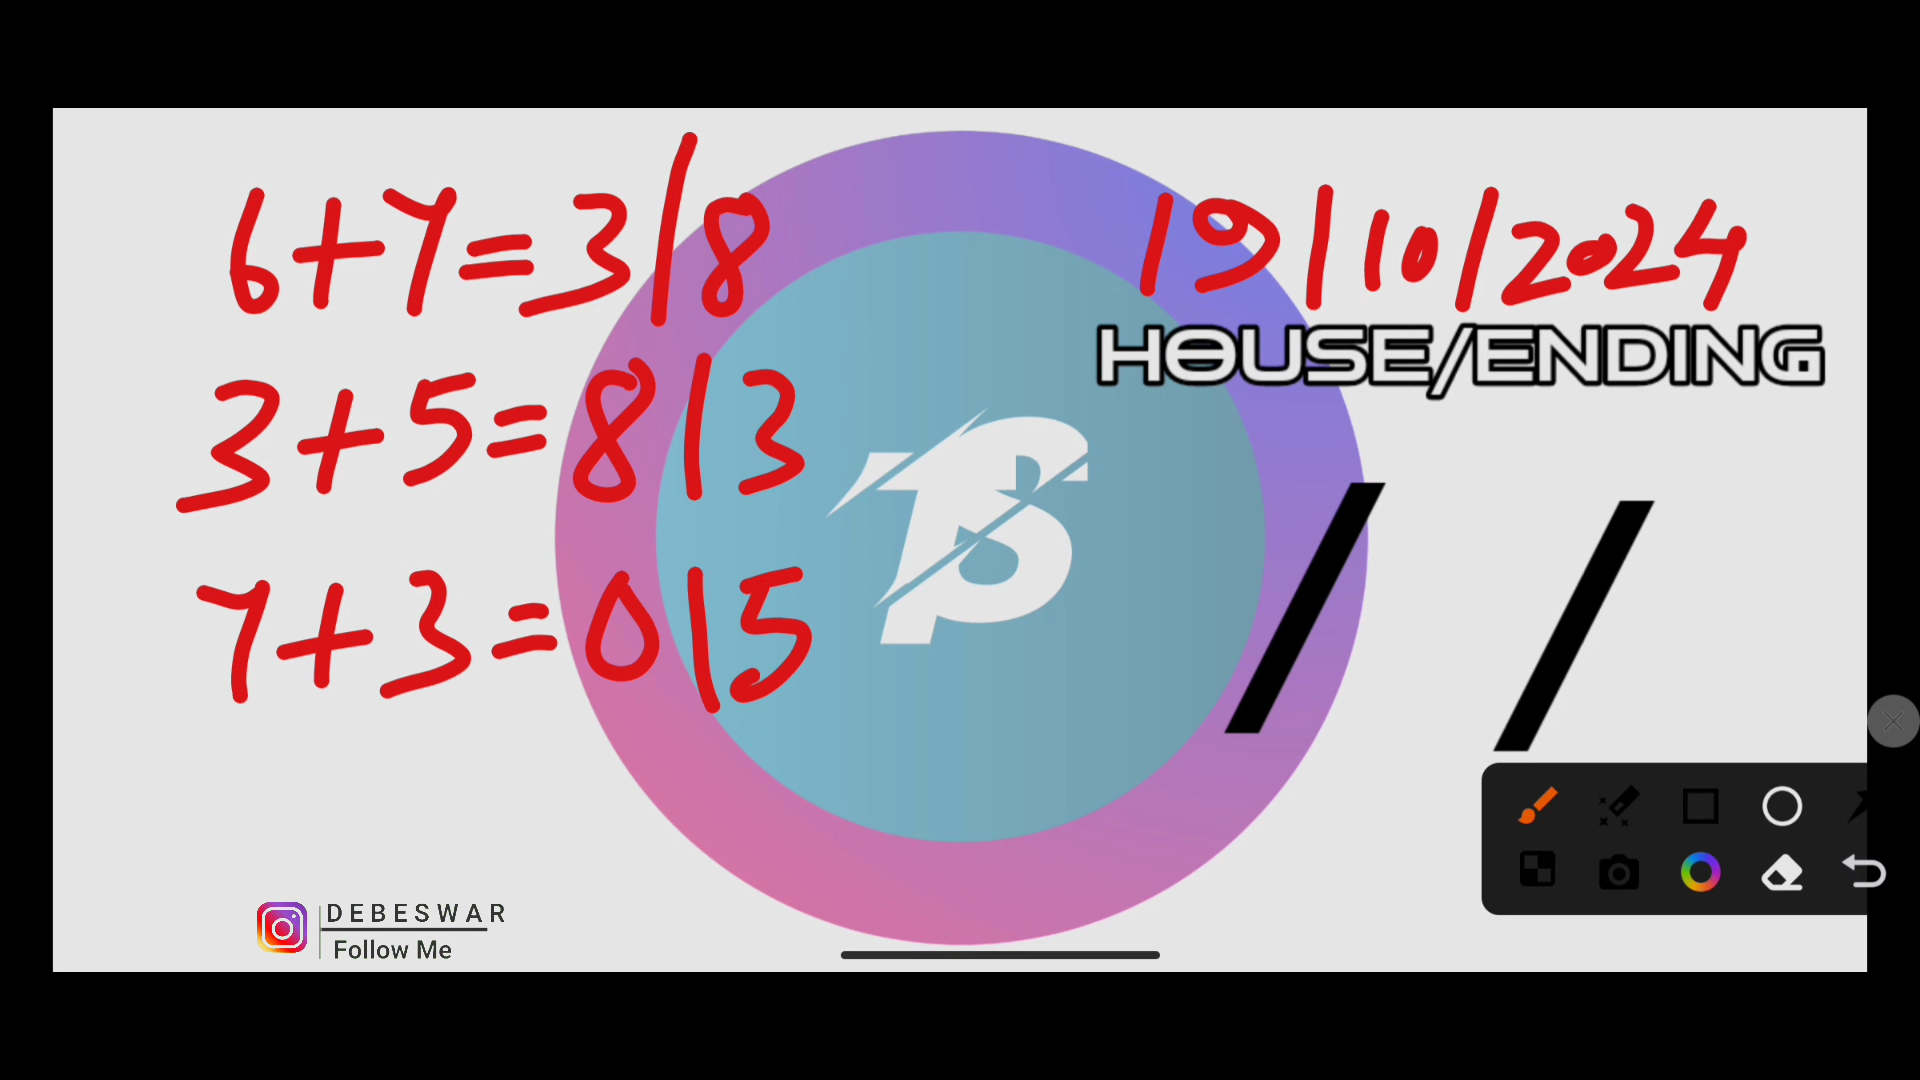 6+7=3/8
19/10/2024
HOUSE/ENDING
3+5=8/3
7+3=0/5
TS
/ /
DEBESWAR
Follow Me